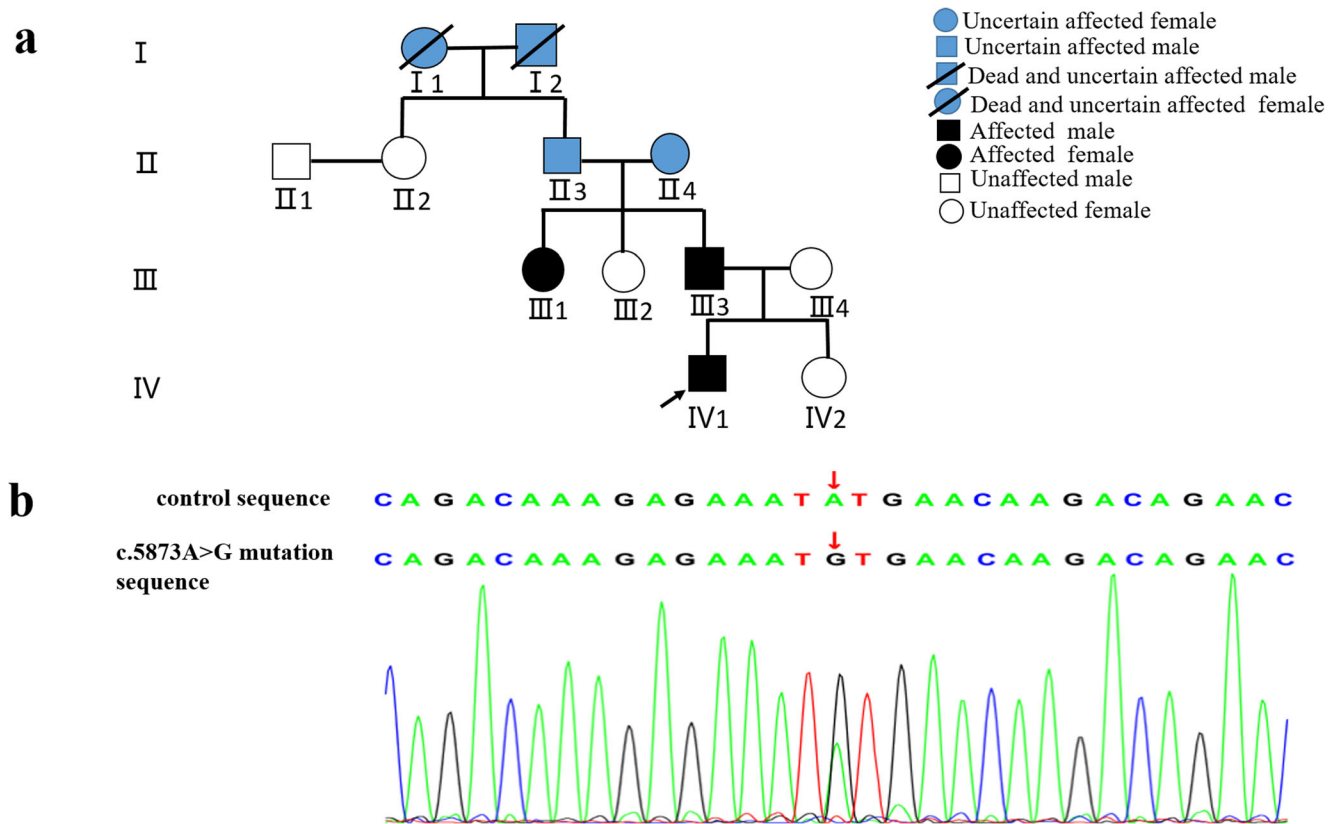 a
I
I 1
I 2
Uncertain affected female
Uncertain affected male
Dead and uncertain affected male
Dead and uncertain affected female
Affected male
Affected female
Unaffected male
Unaffected female
II
II1
II2
II3
II4
III
III1
III2
III3
III4
IV
IV1
IV2
b
control sequence
C A G A C A A A G A G A A A T A T G A A C A A G A C A G A A C
c.5873A>G mutation
sequence
C A G A C A A A G A G A A A T G T G A A C A A G A C A G A A C